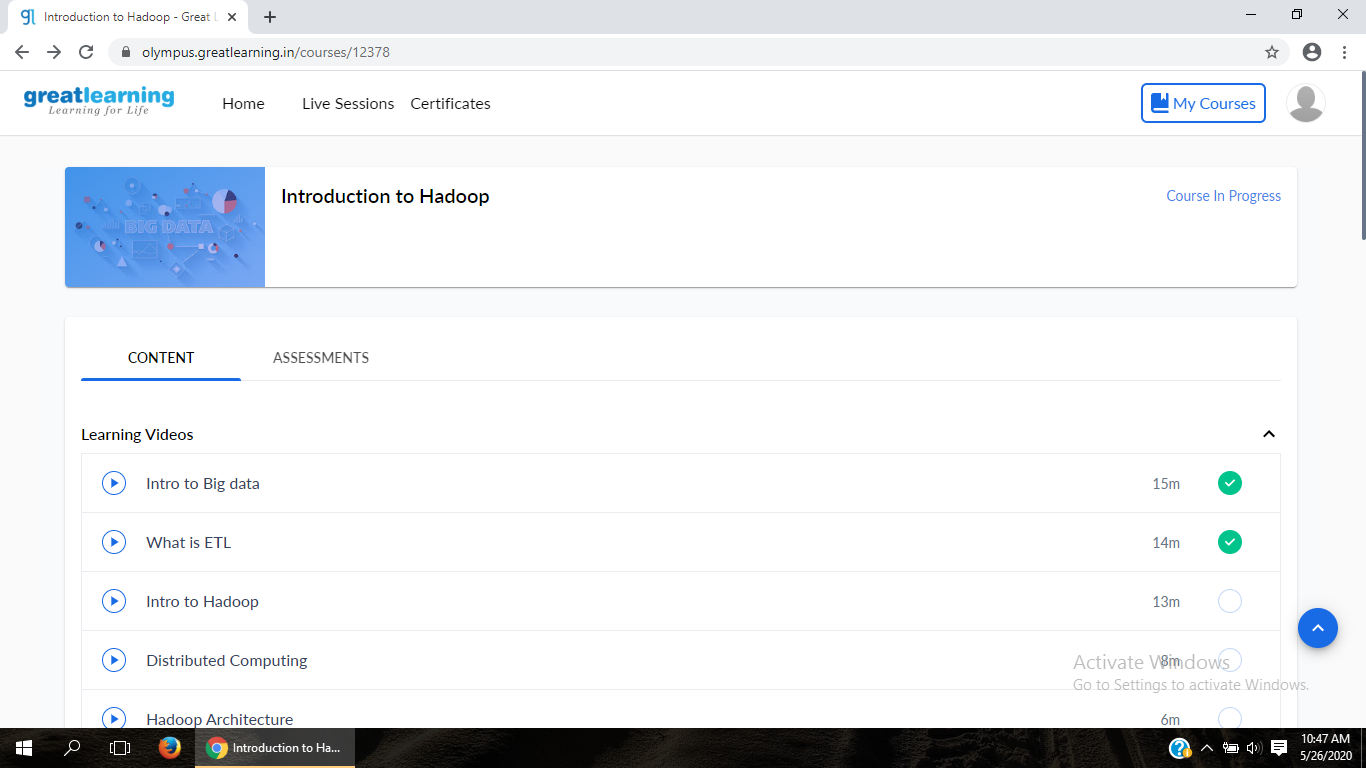 Introduction to Hadoop - Great L
olympus.greatlearning.in/courses/12378
greatlearning
Learning for Life
Home
Live Sessions
Certificates
My Courses
BIG DATA
Introduction to Hadoop
Course In Progress
CONTENT
ASSESSMENTS
Learning Videos
Intro to Big data
15m
What is ETL
14m
Intro to Hadoop
13m
Distributed Computing
8m
Activate Windows
Go to Settings to activate Windows.
Hadoop Architecture
6m
Introduction to Ha...
10:47 AM
5/26/2020